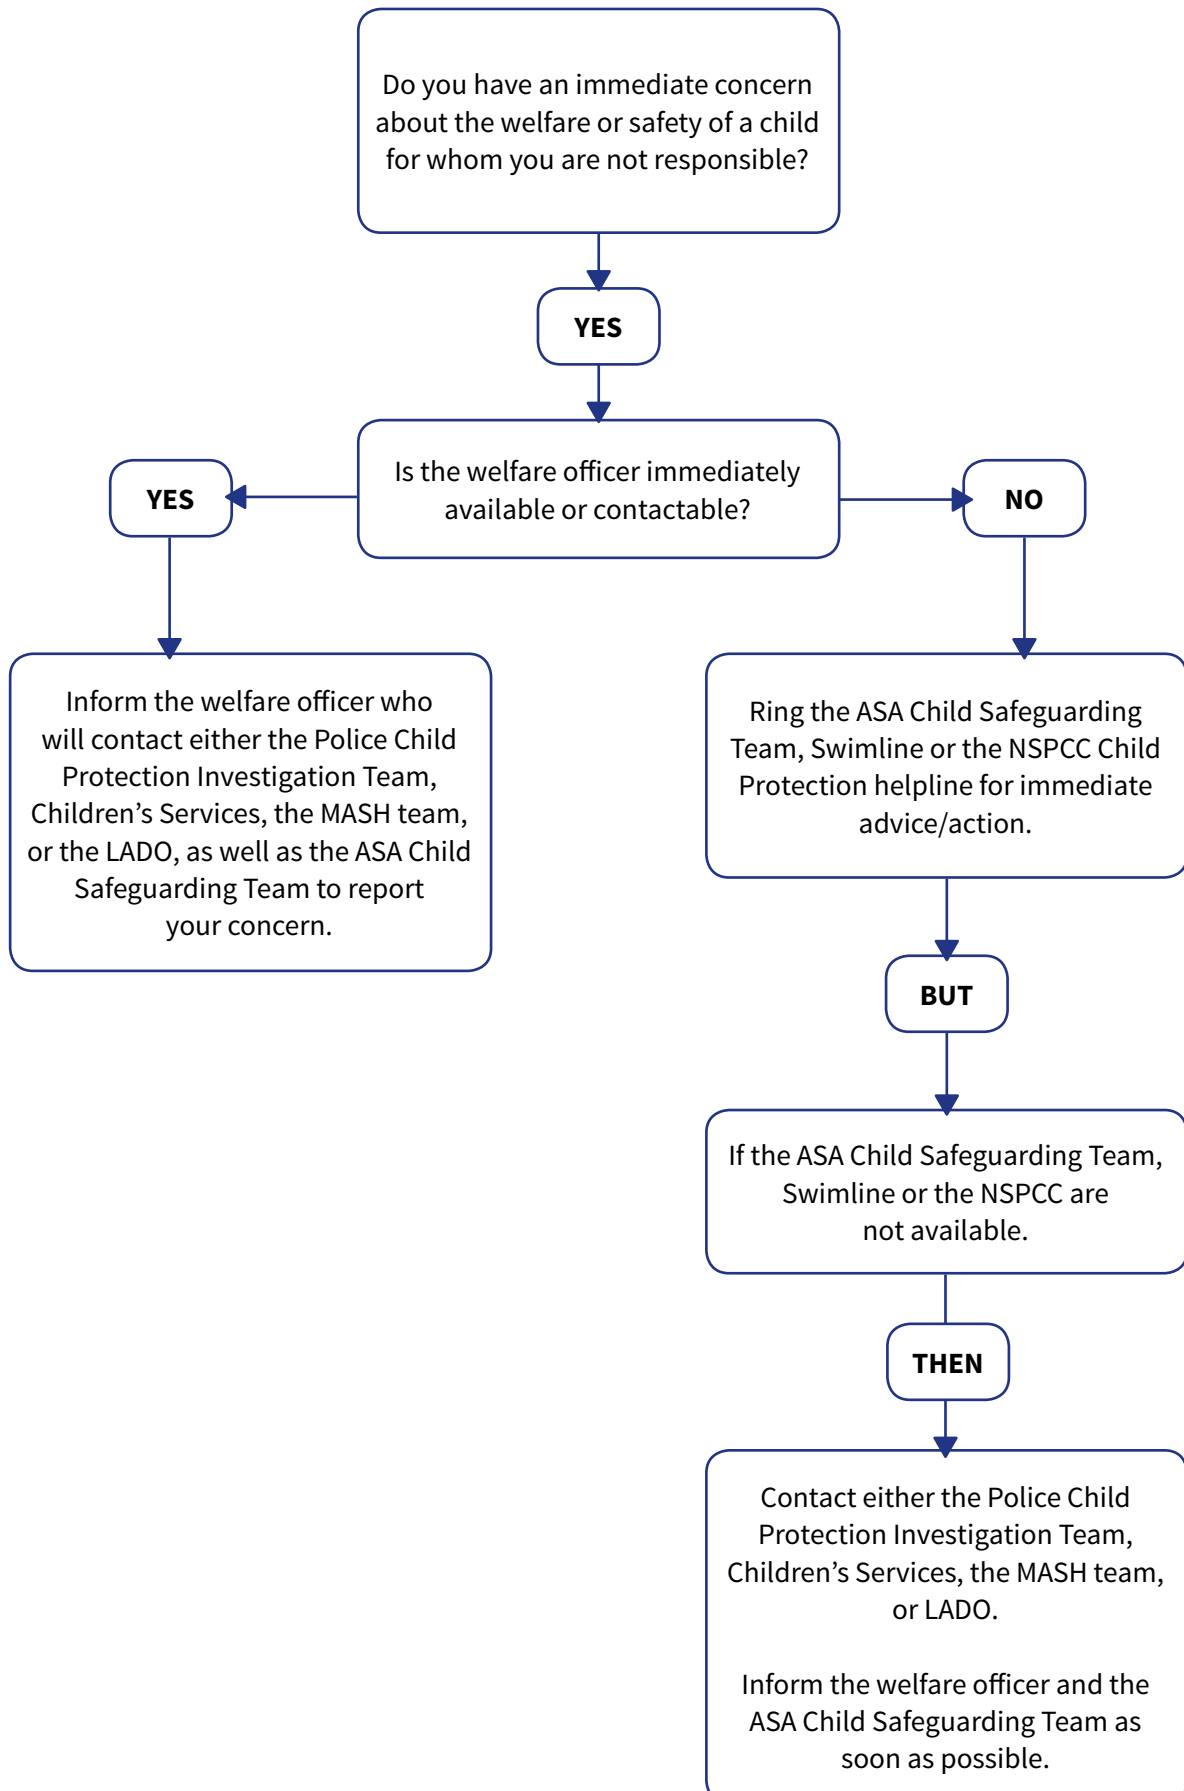 Do you have an immediate concern
about the welfare or safety of a child
for whom you are not responsible?
YES
Is the welfare officer immediately
available or contactable?
YES
NO
Inform the welfare officer who
will contact either the Police Child
Protection Investigation Team,
Children’s Services, the MASH team,
or the LADO, as well as the ASA Child
Safeguarding Team to report
your concern.
Ring the ASA Child Safeguarding
Team, Swimline or the NSPCC Child
Protection helpline for immediate
advice/action.
BUT
If the ASA Child Safeguarding Team,
Swimline or the NSPCC are
not available.
THEN
Contact either the Police Child
Protection Investigation Team,
Children’s Services, the MASH team,
or LADO.
Inform the welfare officer and the
ASA Child Safeguarding Team as
soon as possible.